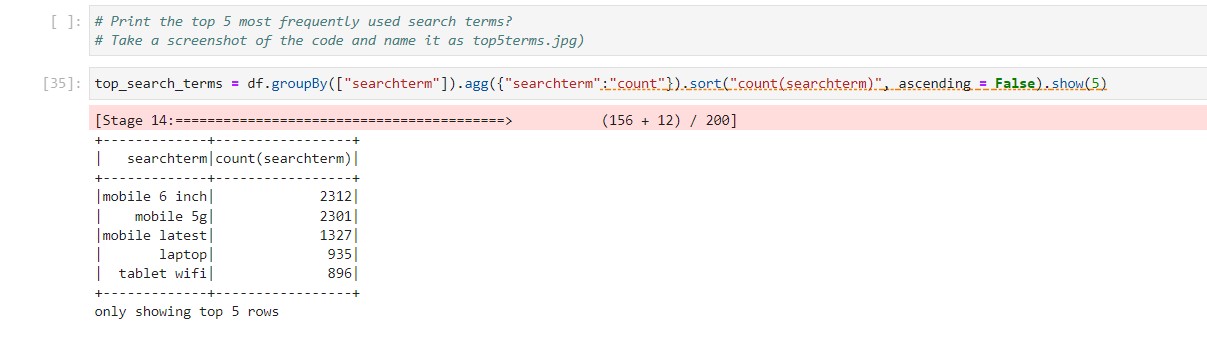 [ ]: # Print the top 5 most frequently used search terms?
# Take a screenshot of the code and name it as top5terms.jpg)
[35]: top_search_terms = df.groupBy(["searchterm"]).agg({"searchterm":"count"}).sort("count(searchterm)", ascending = False).show(5)
[Stage 14:=========================================>           (156 + 12) / 200]
+-------------+-----------------+
|   searchterm|count(searchterm)|
+-------------+-----------------+
|mobile 6 inch|             2312|
|    mobile 5g|             2301|
|mobile latest|             1327|
|       laptop|              935|
|  tablet wifi|              896|
+-------------+-----------------+
only showing top 5 rows